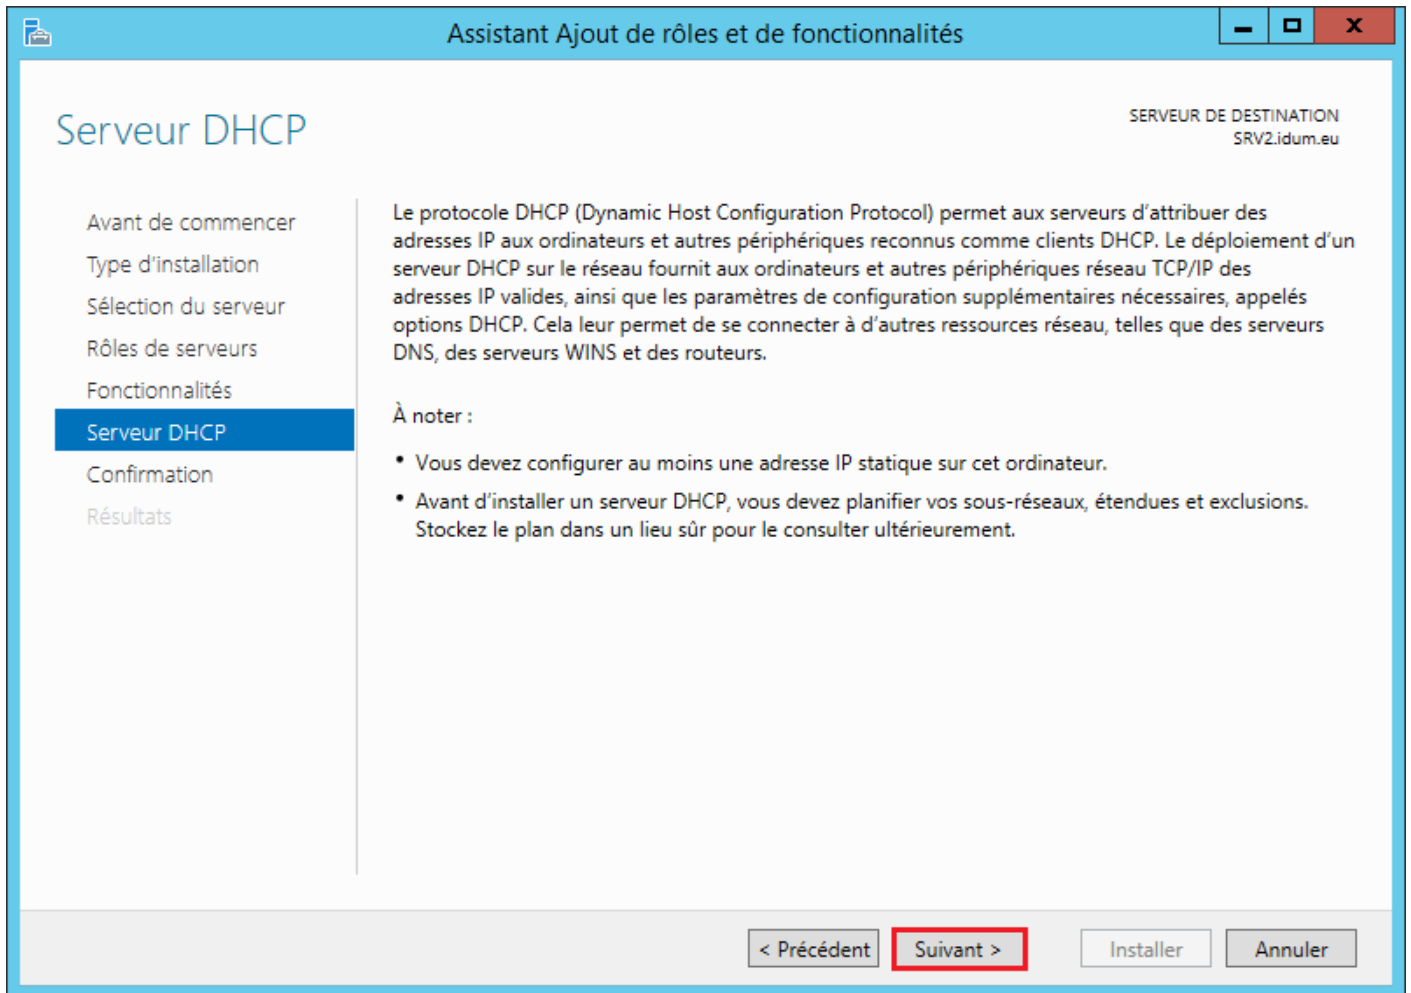 Assistant Ajout de rôles et de fonctionnalités
Serveur DHCP
SERVEUR DE DESTINATION
SRV2.idum.eu
Avant de commencer
Type d'installation
Sélection du serveur
Rôles de serveurs
Fonctionnalités
Serveur DHCP
Confirmation
Résultats
Le protocole DHCP (Dynamic Host Configuration Protocol) permet aux serveurs d’attribuer des
adresses IP aux ordinateurs et autres périphériques reconnus comme clients DHCP. Le déploiement d’un
serveur DHCP sur le réseau fournit aux ordinateurs et autres périphériques réseau TCP/IP des
adresses IP valides, ainsi que les paramètres de configuration supplémentaires nécessaires, appelés
options DHCP. Cela leur permet de se connecter à d’autres ressources réseau, telles que des serveurs
DNS, des serveurs WINS et des routeurs.
À noter :
• Vous devez configurer au moins une adresse IP statique sur cet ordinateur.
• Avant d’installer un serveur DHCP, vous devez planifier vos sous-réseaux, étendues et exclusions.
Stockez le plan dans un lieu sûr pour le consulter ultérieurement.
< Précédent
Suivant >
Installer
Annuler